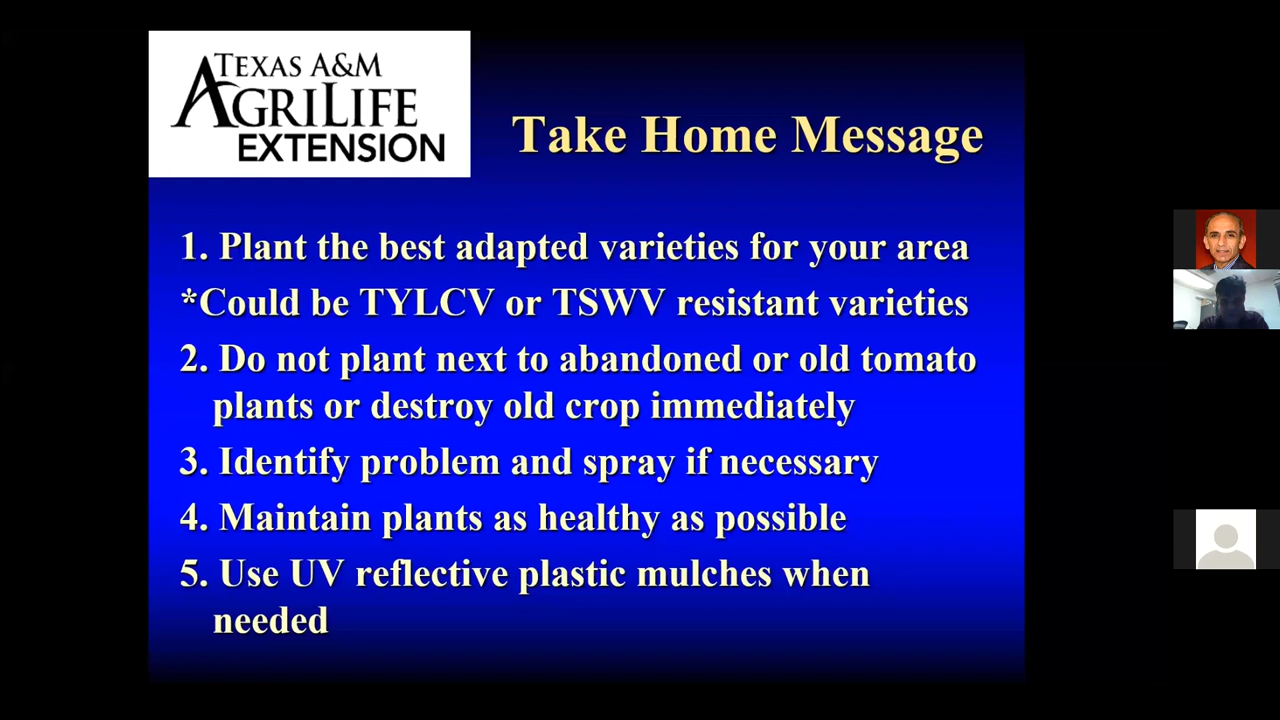 TEXAS A&M
AGRILIFE
EXTENSION
Take Home Message
1. Plant the best adapted varieties for your area
*Could be TYLCV or TSWV resistant varieties
2. Do not plant next to abandoned or old tomato
plants or destroy old crop immediately
3. Identify problem and spray if necessary
4. Maintain plants as healthy as possible
5. Use UV reflective plastic mulches when
needed